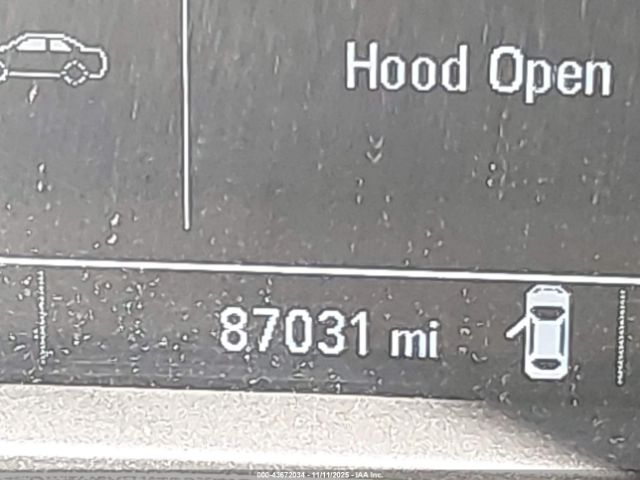 Hood Open
87031 mi
000-43672034 - 11/11/2025 - IAA Inc.